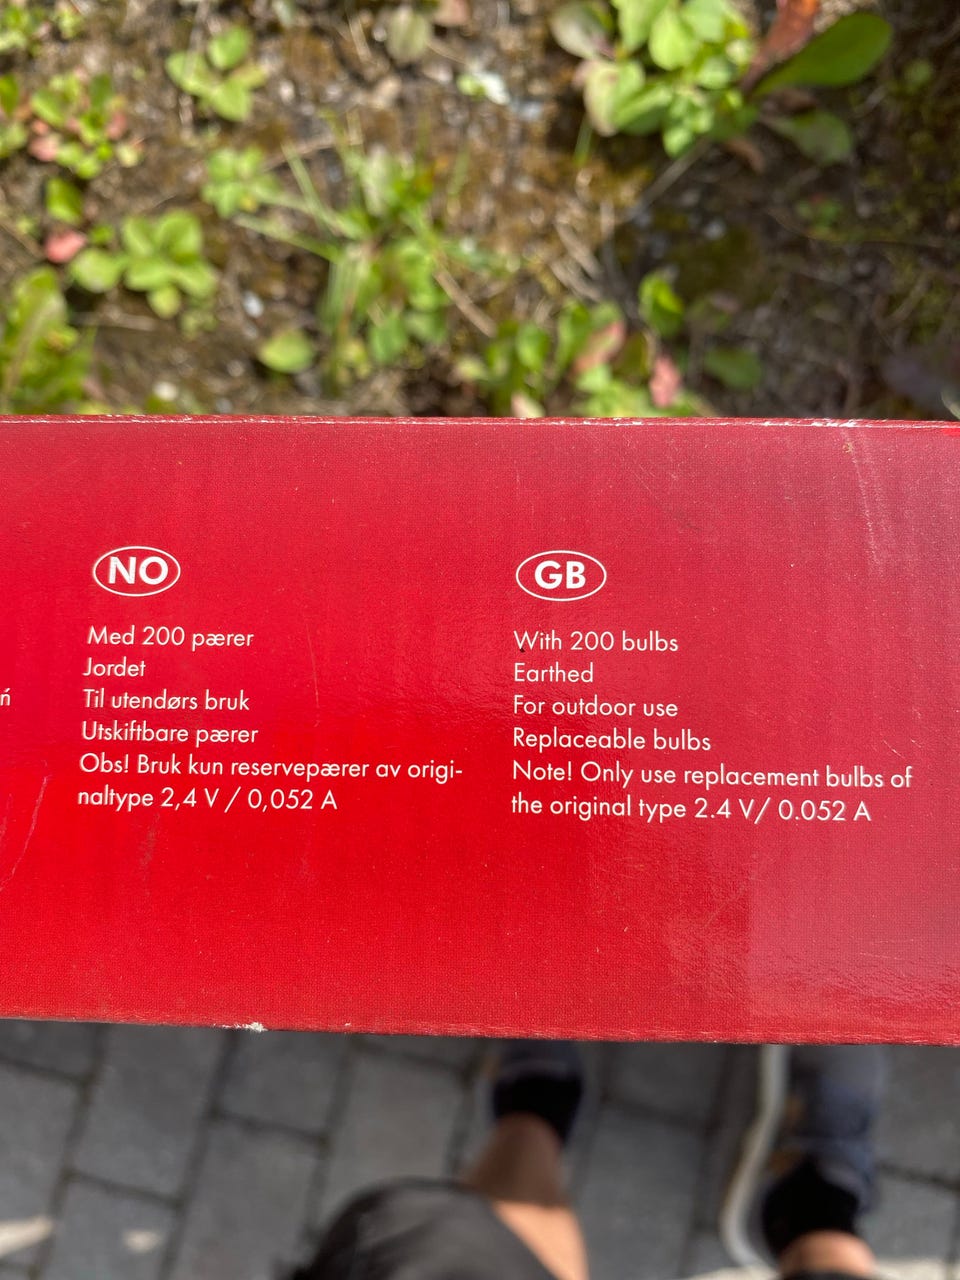 NO
Med 200 pærer
Jordet
Til utendørs bruk
Utskiftbare pærer
Obs! Bruk kun reservepærer av origi-
naltype 2,4 V / 0,052 A
GB
With 200 bulbs
Earthed
For outdoor use
Replaceable bulbs
Note! Only use replacement bulbs of
the original type 2.4 V/ 0.052 A